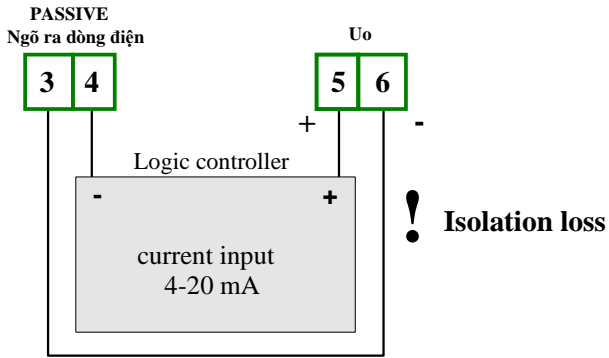 PASSIVE
Ngõ ra dòng điện
Uo
3 4
5 6
+ -
Logic controller
- +
! Isolation loss
current input
4-20 mA